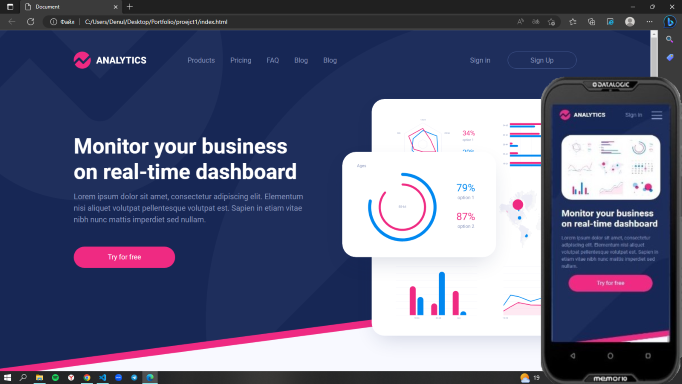 Document
Файл
C:/Users/Denul/Desktop/Portfolio/proejct1/index.html
ANALYTICS
Products
Pricing
FAQ
Blog
Blog
Sign in
Sign Up
Monitor your business
on real-time dashboard
Lorem ipsum dolor sit amet, consectetur adipiscing elit. Elementum
nisi aliquet volutpat pellentesque volutpat est. Sapien in etiam vitae
nibh nunc mattis imperdiet sed nullam.
Try for free
34%
79%
option 1
87%
option 2
DATALOGIC
ANALYTICS
Sign in
Monitor your business
on real-time dashboard
Lorem ipsum dolor sit amet, consectetur
adipiscing elit. Elementum nisi aliquet
volutpat pellentesque volutpat est.
Sapien in etiam vitae nibh nunc mattis
imperdiet sed nullam.
Try for free
memor10
19